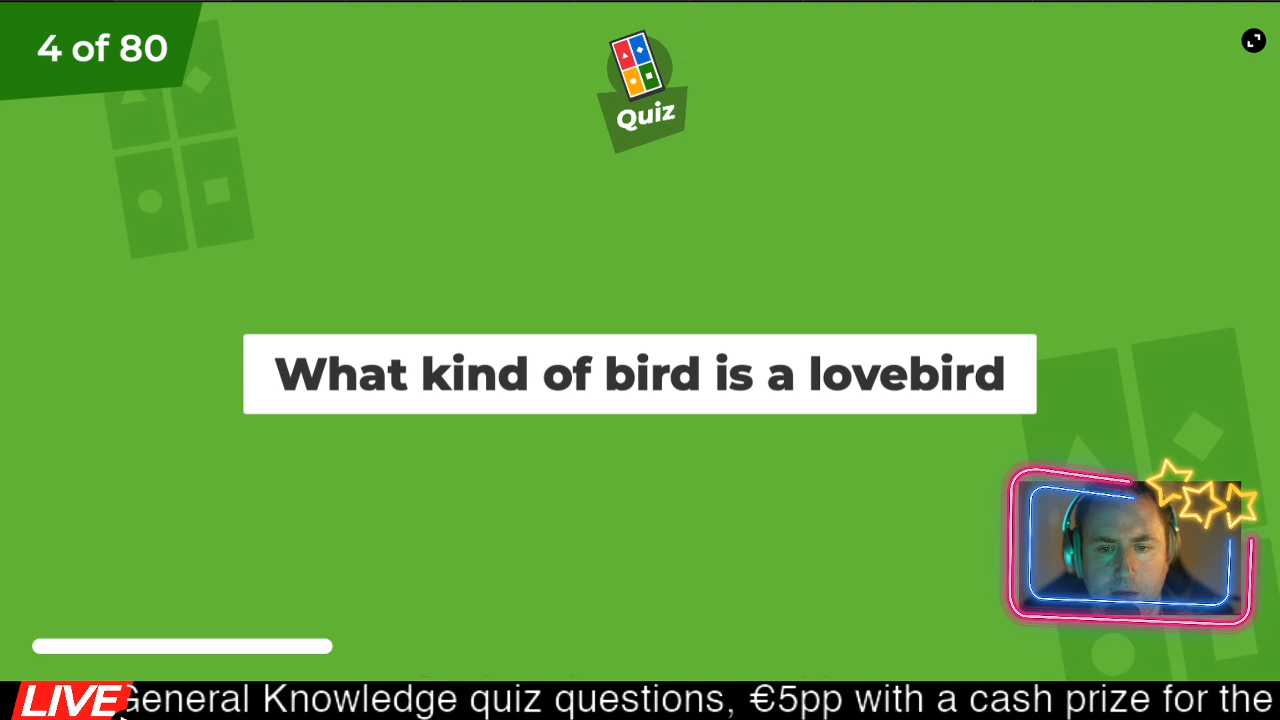 4 of 80
Quiz
What kind of bird is a lovebird
LIVE
General Knowledge quiz questions, €5pp with a cash prize for the